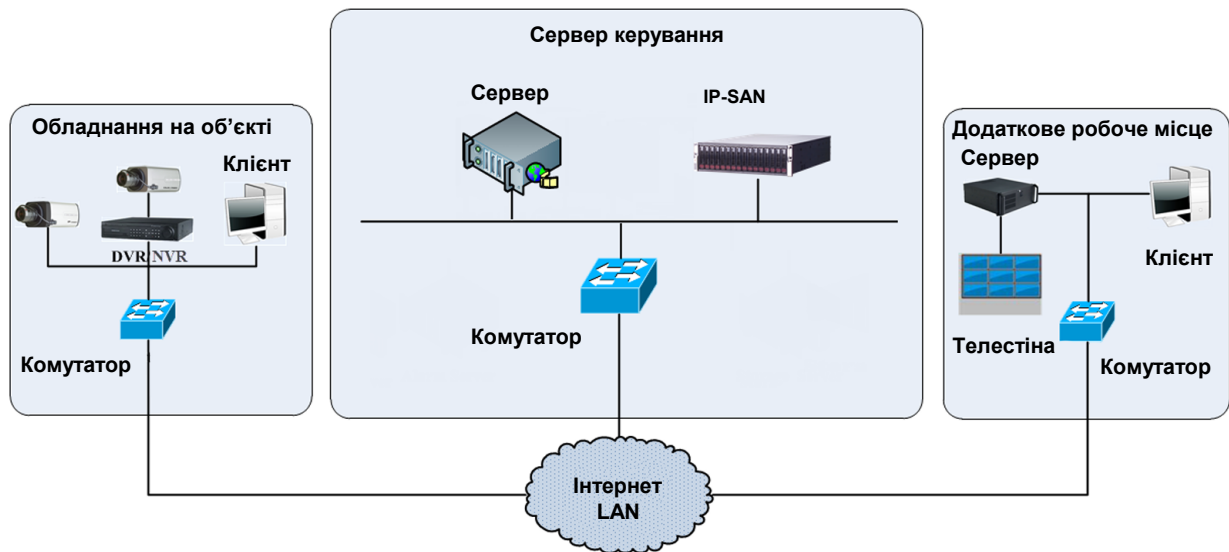 Сервер керування
Сервер
IP-SAN
Обладнання на об’єкті
Клієнт
DVR/NVR
Комутатор
Комутатор
Додаткове робоче місце
Сервер
Клієнт
Телестіна
Комутатор
Інтернет
LAN